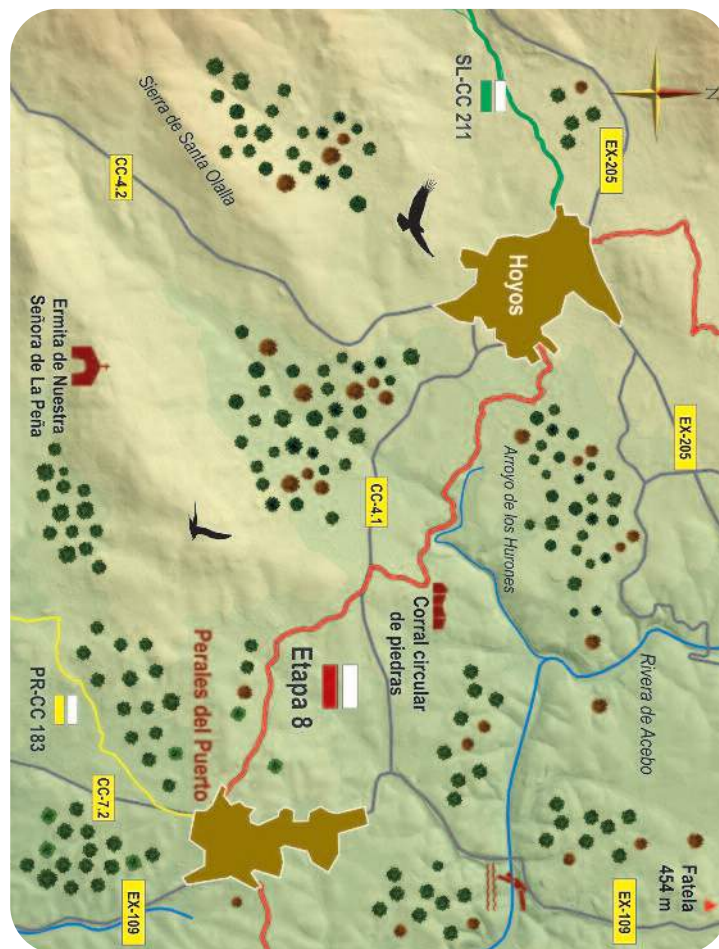 N
SL-CC 211
EX-205
Sierra de Santa Olalla
CC-4.2
Hoyos
EX-205
Ermita de Nuestra
Señora de La Peña
CC-4.1
Arroyo de los Hurones
Corral circular
de piedras
Rivera de Acebo
Etapa 8
Perales del Puerto
PR-CC 183
CC-7.2
EX-109
Fatela
454 m
EX-109